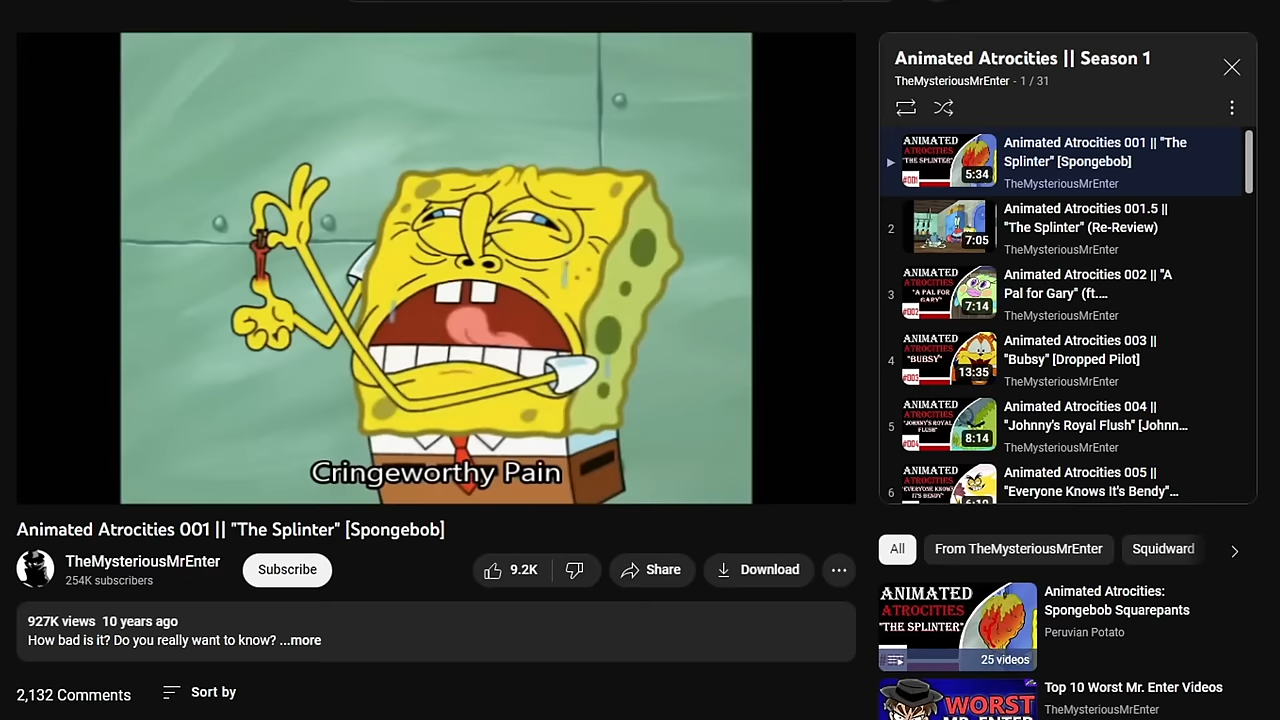 Cringeworthy Pain
Animated Atrocities 001 || "The Splinter" [Spongebob]
TheMysteriousMrEnter
254K subscribers
Subscribe
9.2K
Share
Download
927K views 10 years ago
How bad is it? Do you really want to know? ...more
2,132 Comments
Sort by
Animated Atrocities || Season 1
TheMysteriousMrEnter - 1 / 31
ANIMATED
ATROCITIES
"THE SPLINTER"
#001
5:34
Animated Atrocities 001 || "The
Splinter" [Spongebob]
TheMysteriousMrEnter
2
7:05
Animated Atrocities 001.5 ||
"The Splinter" (Re-Review)
TheMysteriousMrEnter
3
ANIMATED
ATROCITIES
"A PAL FOR
GARY"
#002
7:14
Animated Atrocities 002 || "A
Pal for Gary" (ft....
TheMysteriousMrEnter
4
ANIMATED
ATROCITIES
"BUBSY"
#003
13:35
Animated Atrocities 003 ||
"Bubsy" [Dropped Pilot]
TheMysteriousMrEnter
5
ANIMATED
ATROCITIES
"JOHNNY'S ROYAL
FLUSH"
#004
8:14
Animated Atrocities 004 ||
"Johnny's Royal Flush" [Johnn...
TheMysteriousMrEnter
6
ANIMATED
ATROCITIES
"EVERYONE KNOWS
IT'S BENDY"
Animated Atrocities 005 ||
"Everyone Knows It's Bendy"...
All
From TheMysteriousMrEnter
Squidward
ANIMATED
ATROCITIES
"THE SPLINTER"
25 videos
Animated Atrocities:
Spongebob Squarepants
Peruvian Potato
WORST
MR. ENTER
Top 10 Worst Mr. Enter Videos
TheMysteriousMrEnter